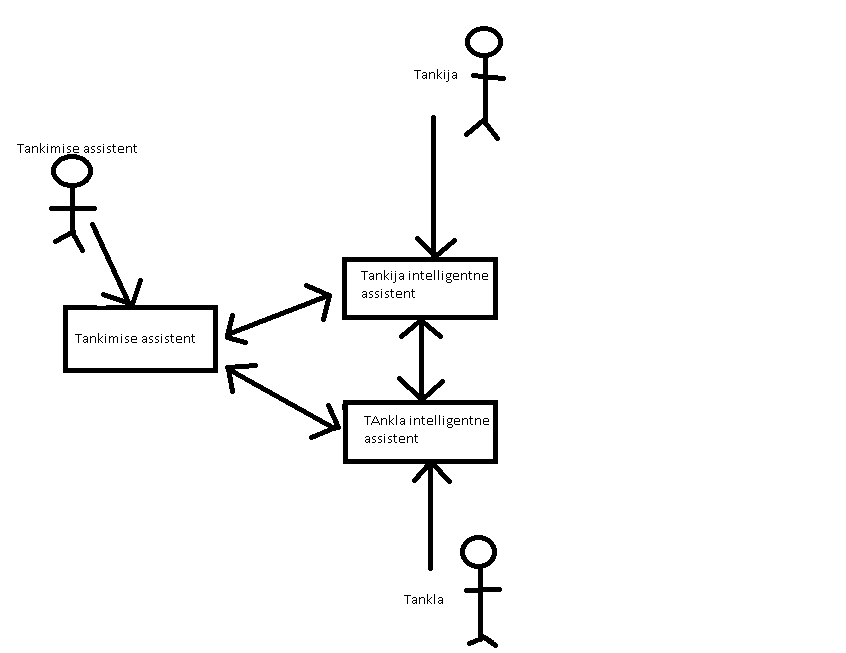 Tankija
Tankimise assistent
Tankija intelligentne
assistent
Tankimise assistent
TAnkla intelligentne
assistent
Tankla